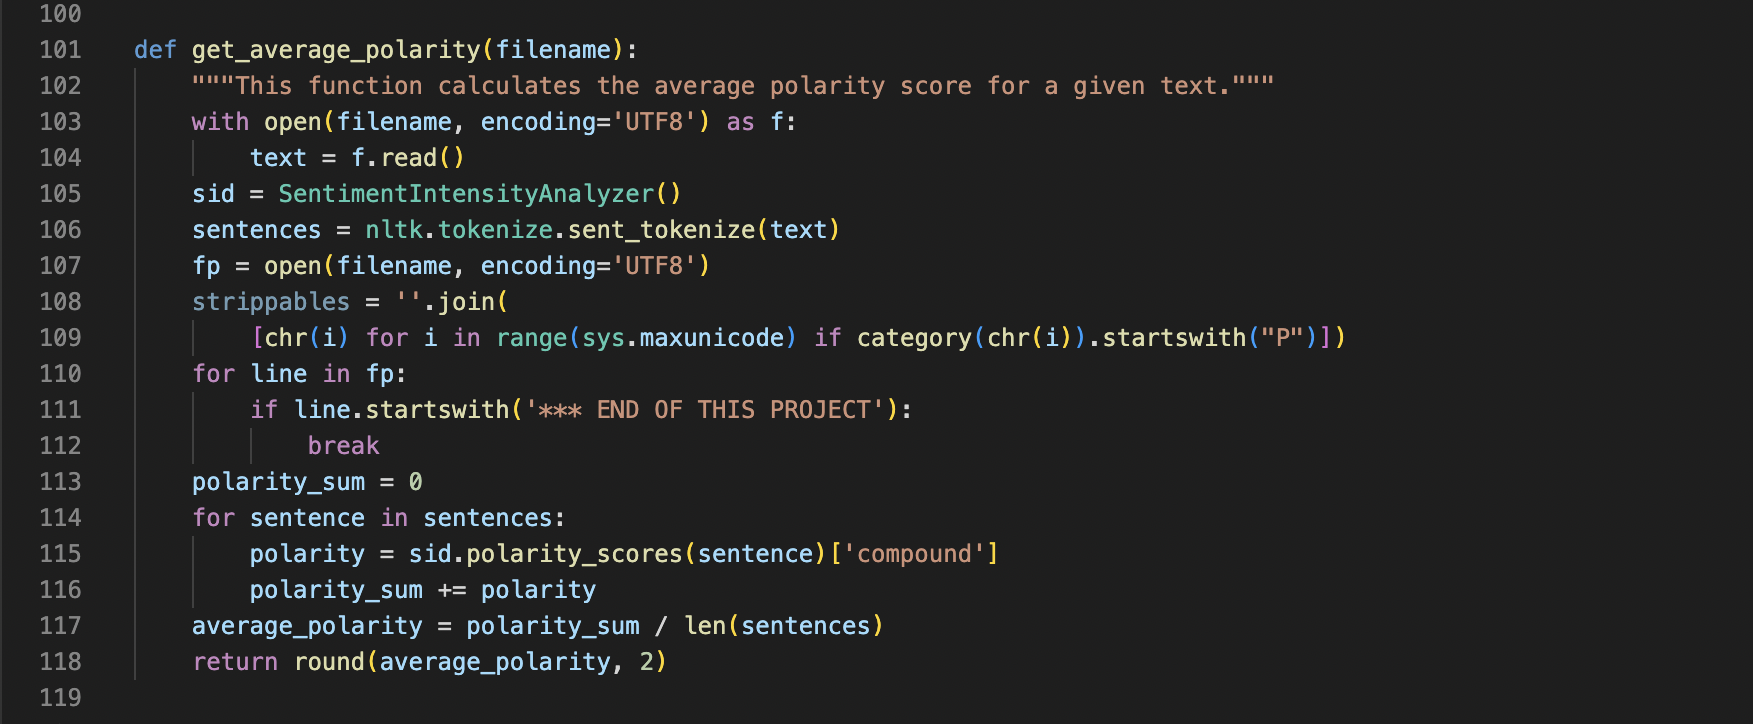 100
101 def get_average_polarity(filename):
102 """This function calculates the average polarity score for a given text."""
103 with open(filename, encoding='UTF8') as f:
104 text = f.read()
105 sid = SentimentIntensityAnalyzer()
106 sentences = nltk.tokenize.sent_tokenize(text)
107 fp = open(filename, encoding='UTF8')
108 strippables = ''.join(
109 [chr(i) for i in range(sys.maxunicode) if category(chr(i)).startswith("P")])
110 for line in fp:
111 if line.startswith('*** END OF THIS PROJECT'):
112 break
113 polarity_sum = 0
114 for sentence in sentences:
115 polarity = sid.polarity_scores(sentence)['compound']
116 polarity_sum += polarity
117 average_polarity = polarity_sum / len(sentences)
118 return round(average_polarity, 2)
119